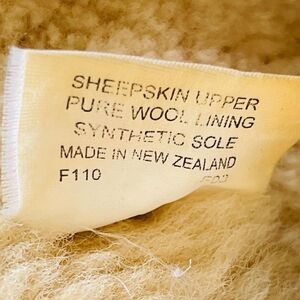 SHEEPSKIN UPPER
PURE WOOL LINING
SYNTHETIC SOLE
MADE IN NEW ZEALAND
F110